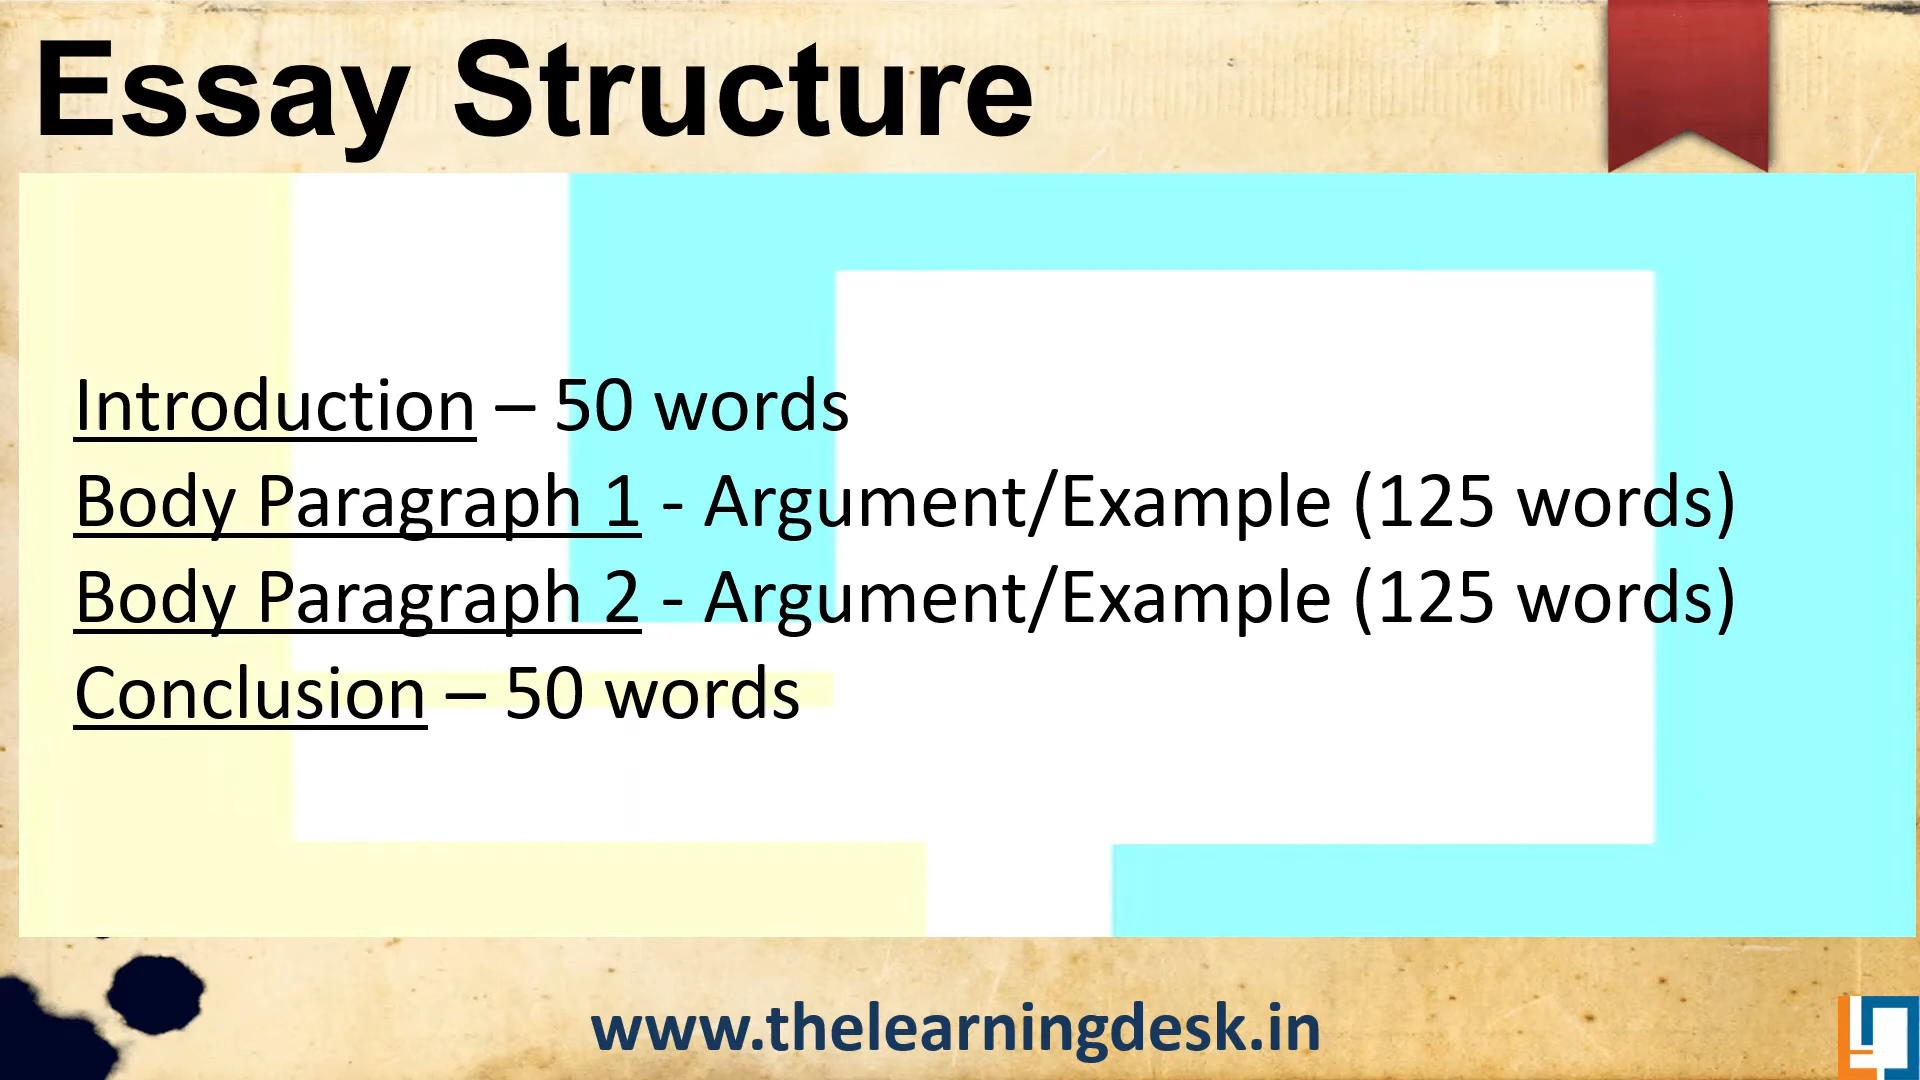 Essay Structure
Introduction – 50 words
Body Paragraph 1 - Argument/Example (125 words)
Body Paragraph 2 - Argument/Example (125 words)
Conclusion – 50 words
www.thelearningdesk.in